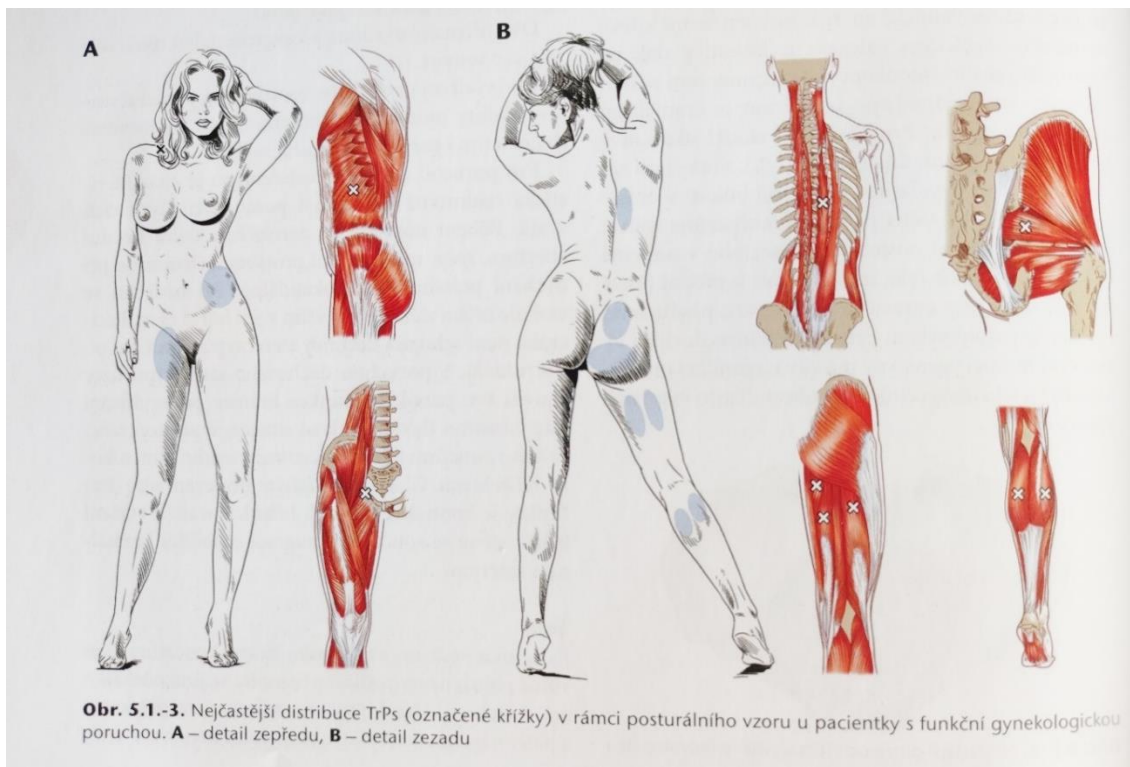 A
B
Obr. 5.1.-3. Nejčastější distribuce TrPs (označené křížky) v rámci posturálního vzoru u pacientky s funkční gynekologickou
poruchou. A – detail zepředu, B – detail zezadu